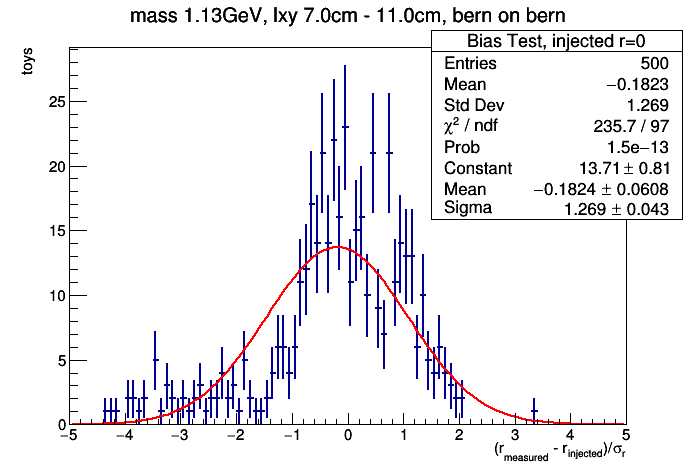 mass 1.13GeV, lxy 7.0cm - 11.0cm, bern on bern
toys
Bias Test, injected r=0
Entries 500
Mean −0.1823
Std Dev 1.269
χ² / ndf 235.7 / 97
Prob 1.5e−13
Constant 13.71 ± 0.81
Mean −0.1824 ± 0.0608
Sigma 1.269 ± 0.043
25
20
15
10
5
0
−5 −4 −3 −2 −1 0 1 2 3 4 5
(r_measured - r_injected)/σ_r